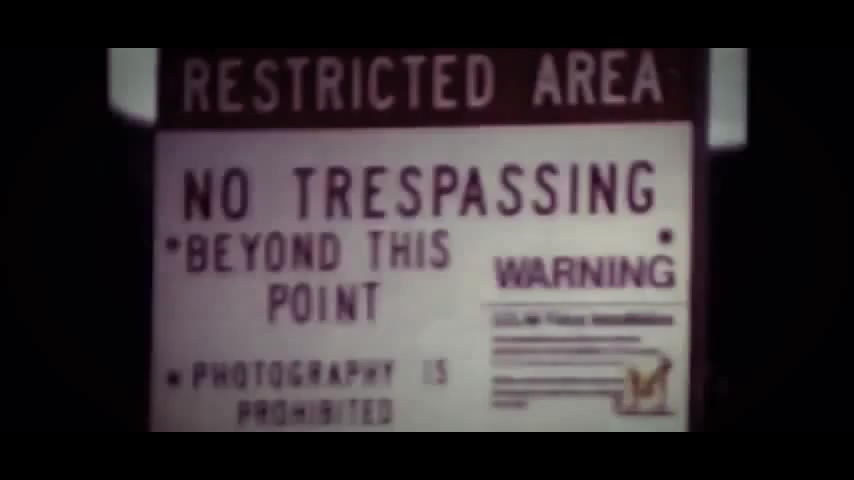 RESTRICTED AREA
NO TRESPASSING
*BEYOND THIS
POINT
WARNING
* PHOTOGRAPHY IS
PROHIBITED